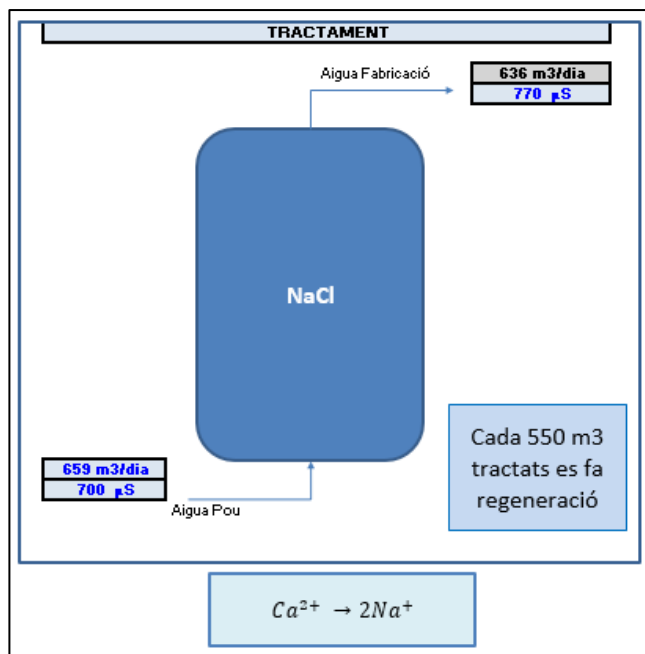 TRACTAMENT
Aigua Fabricació
636 m3/dia
770 µS
NaCl
Cada 550 m3
tractats es fa
regeneració
659 m3/dia
700 µS
Aigua Pou
Ca²⁺ → 2Na⁺